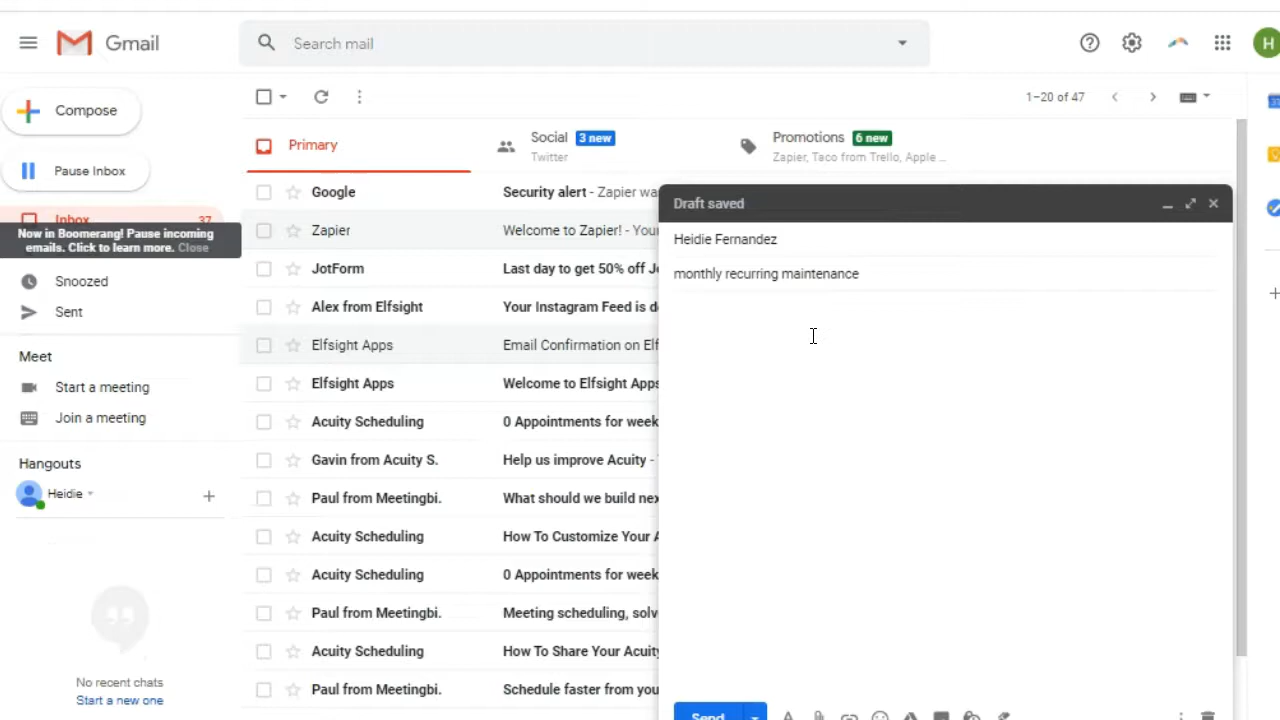 Gmail
Search mail
H
Compose
1–20 of 47
Primary
Social 3 new
Twitter
Promotions 6 new
Zapier, Taco from Trello, Apple ...
Pause Inbox
Inbox 37
Now in Boomerang! Pause incoming
emails. Click to learn more. Close
Snoozed
Sent
Meet
Start a meeting
Join a meeting
Hangouts
Heidie
No recent chats
Start a new one
Google Security alert - Zapier wa
Zapier Welcome to Zapier! - Your
JotForm Last day to get 50% off Jo
Alex from Elfsight Your Instagram Feed is d
Elfsight Apps Email Confirmation on Elf
Elfsight Apps Welcome to Elfsight Apps
Acuity Scheduling 0 Appointments for week
Gavin from Acuity S. Help us improve Acuity -
Paul from Meetingbi. What should we build nex
Acuity Scheduling How To Customize Your A
Acuity Scheduling 0 Appointments for week
Paul from Meetingbi. Meeting scheduling, solv
Acuity Scheduling How To Share Your Acuity
Paul from Meetingbi. Schedule faster from you
Draft saved
Heidie Fernandez
monthly recurring maintenance
Send